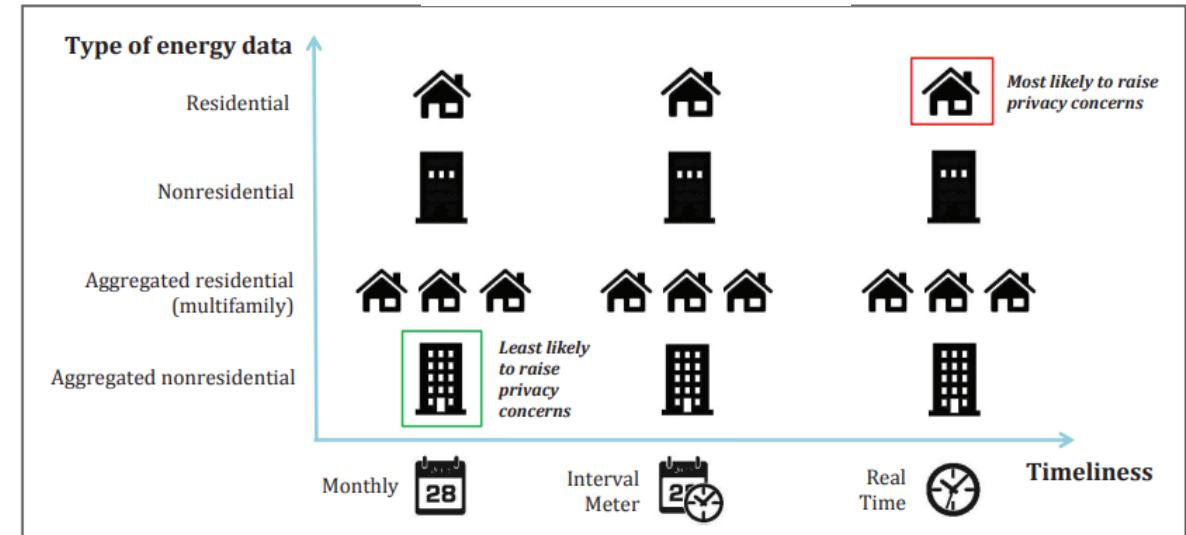 Type of energy data
Residential
Most likely to raise
privacy concerns
Nonresidential
Aggregated residential
(multifamily)
Least likely
to raise
privacy
concerns
Aggregated nonresidential
Monthly
28
Interval
Meter
Real
Time
Timeliness